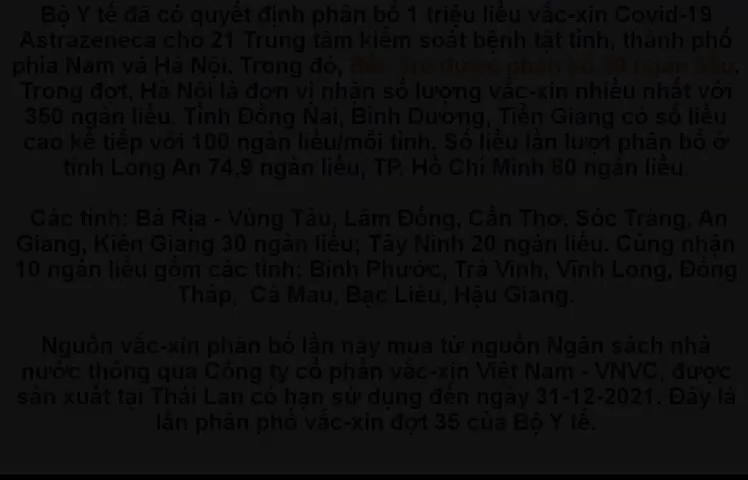 Bộ Y tế đã có quyết định phân bổ 1 triệu liều vắc-xin Covid-19
Astrazeneca cho 21 Trung tâm kiểm soát bệnh tật tỉnh, thành phố
phía Nam và Hà Nội. Trong đó, Bến Tre được phân bổ 30 ngàn liều.
Trong đợt, Hà Nội là đơn vị nhận số lượng vắc-xin nhiều nhất với
350 ngàn liều. Tỉnh Đồng Nai, Bình Dương, Tiền Giang có số liều
cao kế tiếp với 100 ngàn liều/mỗi tỉnh. Số liều lần lượt phân bổ ở
tỉnh Long An 74,9 ngàn liều, TP. Hồ Chí Minh 60 ngàn liều.
Các tỉnh: Bà Rịa - Vũng Tàu, Lâm Đồng, Cần Thơ, Sóc Trăng, An
Giang, Kiên Giang 30 ngàn liều; Tây Ninh 20 ngàn liều. Cùng nhận
10 ngàn liều gồm các tỉnh: Bình Phước, Trà Vinh, Vĩnh Long, Đồng
Tháp, Cà Mau, Bạc Liêu, Hậu Giang.
Nguồn vắc-xin phân bổ lần này mua từ nguồn Ngân sách nhà
nước thông qua Công ty cổ phần vắc-xin Việt Nam - VNVC, được
sản xuất tại Thái Lan có hạn sử dụng đến ngày 31-12-2021. Đây là
lần phân phố vắc-xin đợt 35 của Bộ Y tế.